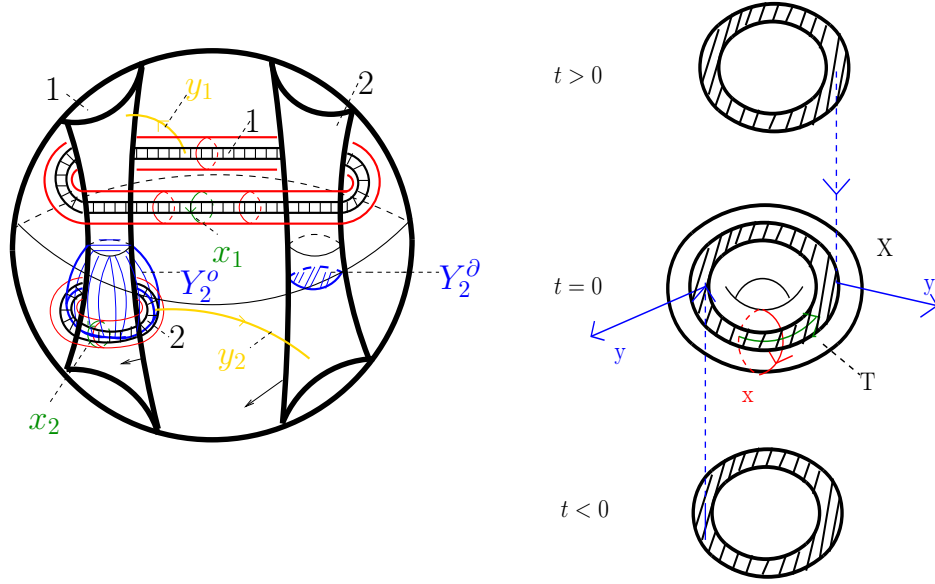 1
y₁
1
2
x₁
Y₂ᵒ
Y₂^∂
2
y₂
x₂
t > 0
t = 0
X
y
y
x
T
t < 0